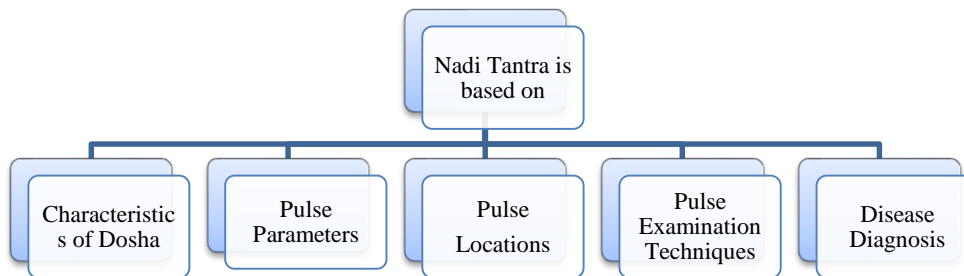 Nadi Tantra is
based on
Characteristic
s of Dosha
Pulse
Parameters
Pulse
Locations
Pulse
Examination
Techniques
Disease
Diagnosis